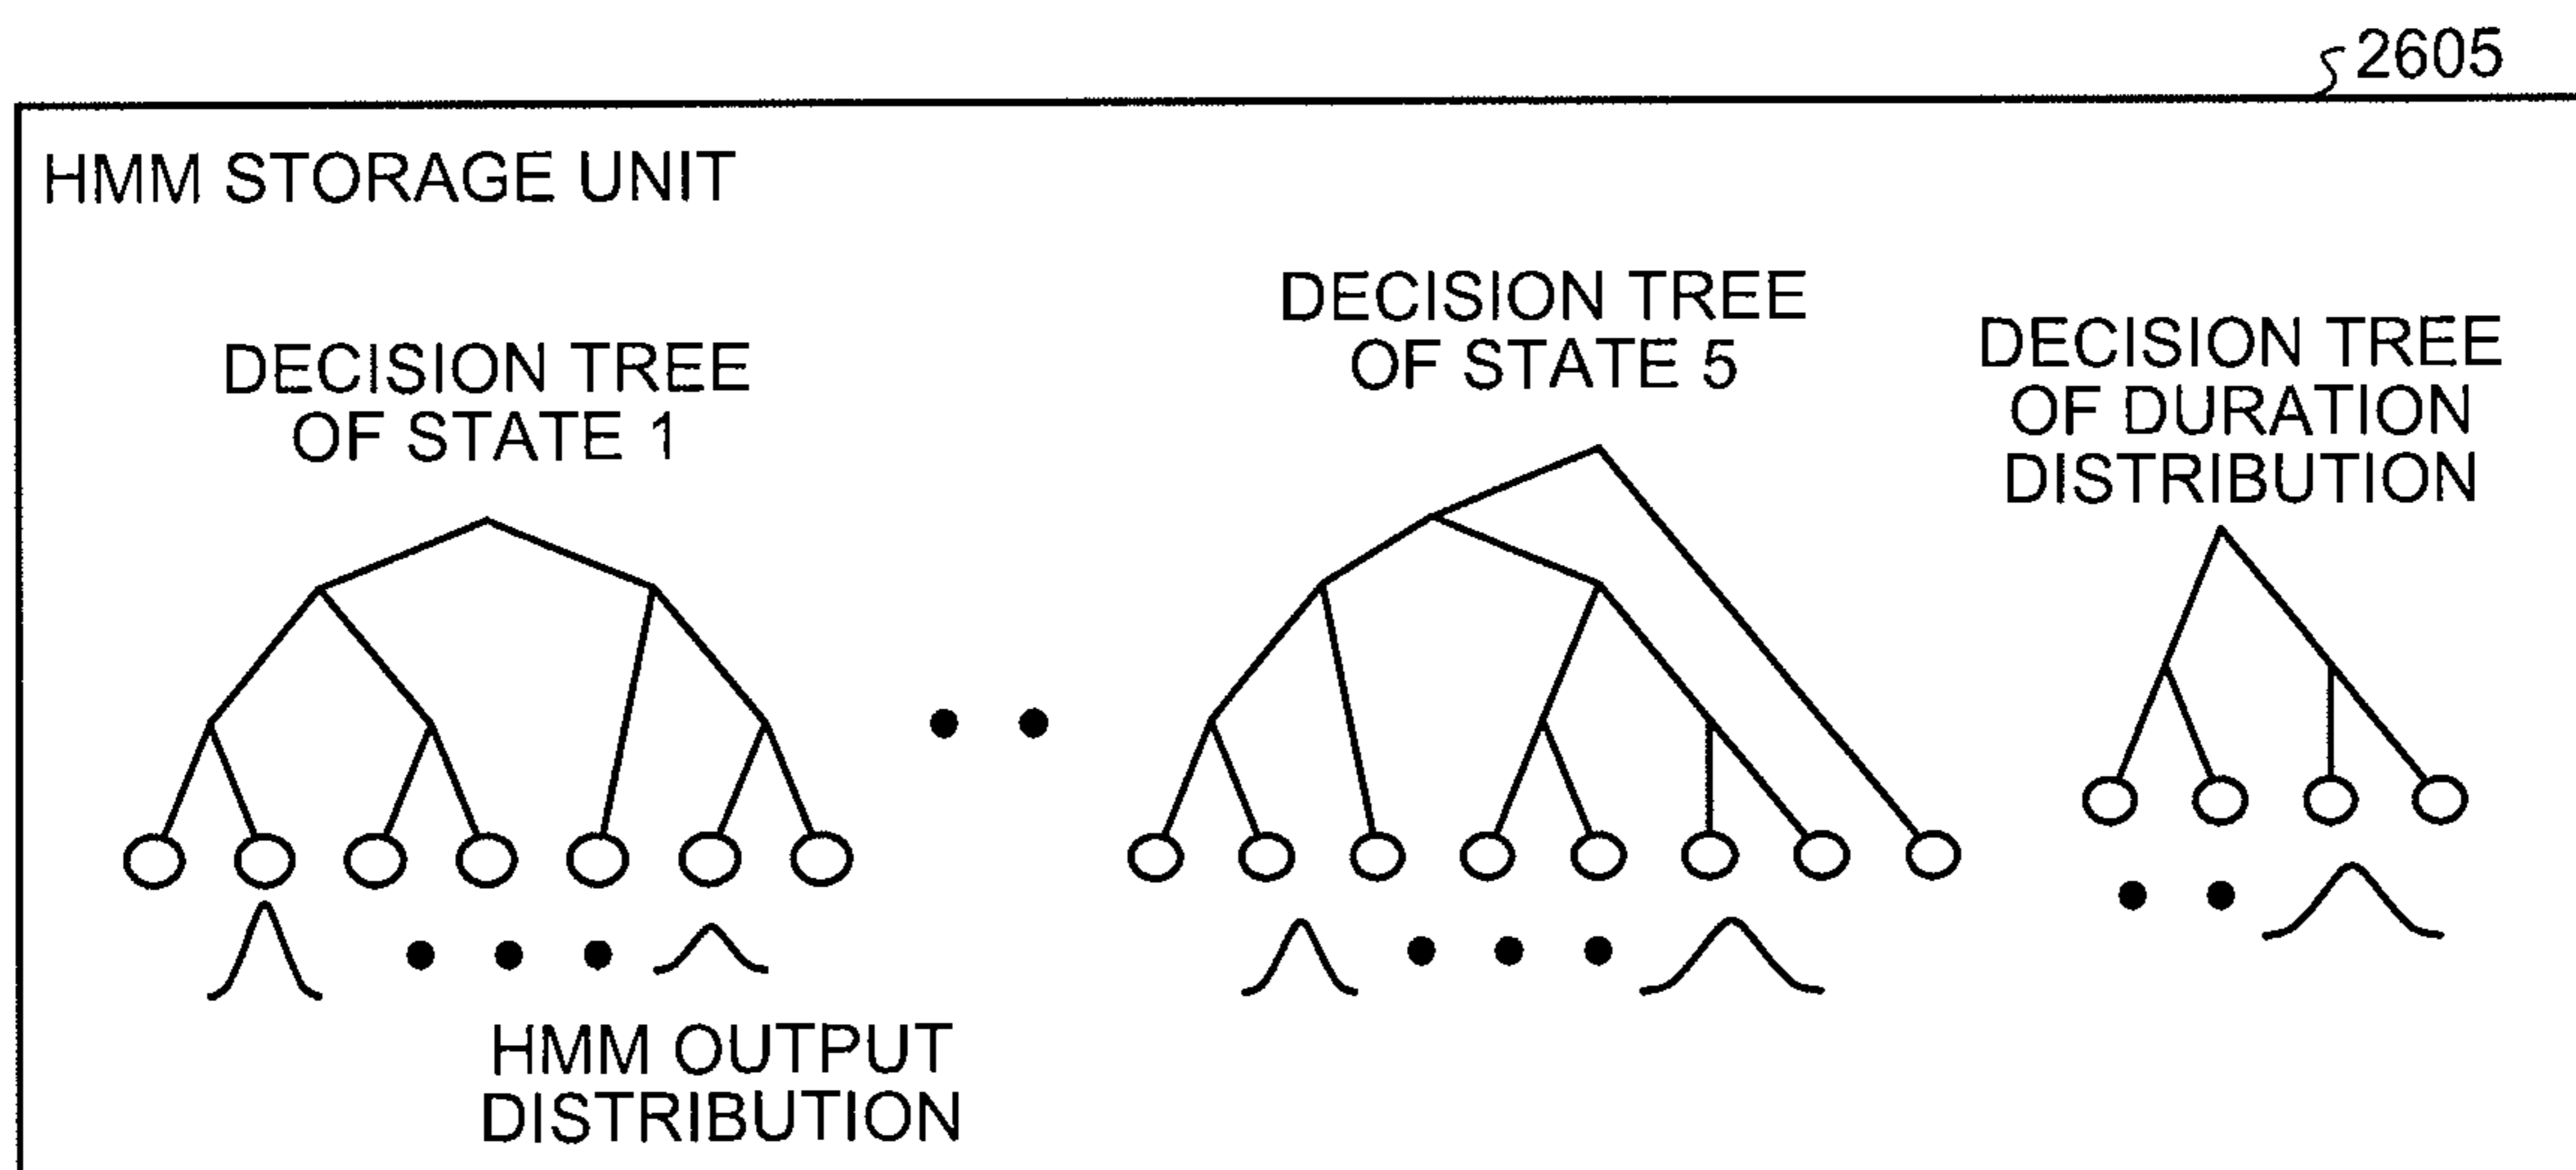 2605
HMM STORAGE UNIT
DECISION TREE
OF STATE 1
DECISION TREE
OF STATE 5
DECISION TREE
OF DURATION
DISTRIBUTION
HMM OUTPUT
DISTRIBUTION